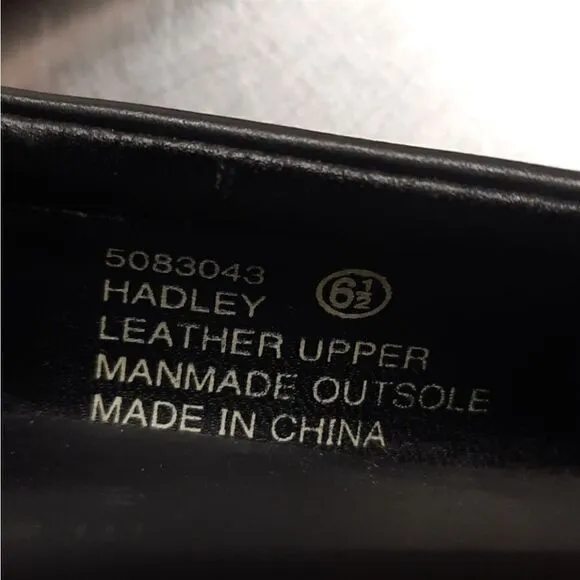 5083043
HADLEY 6½
LEATHER UPPER
MANMADE OUTSOLE
MADE IN CHINA